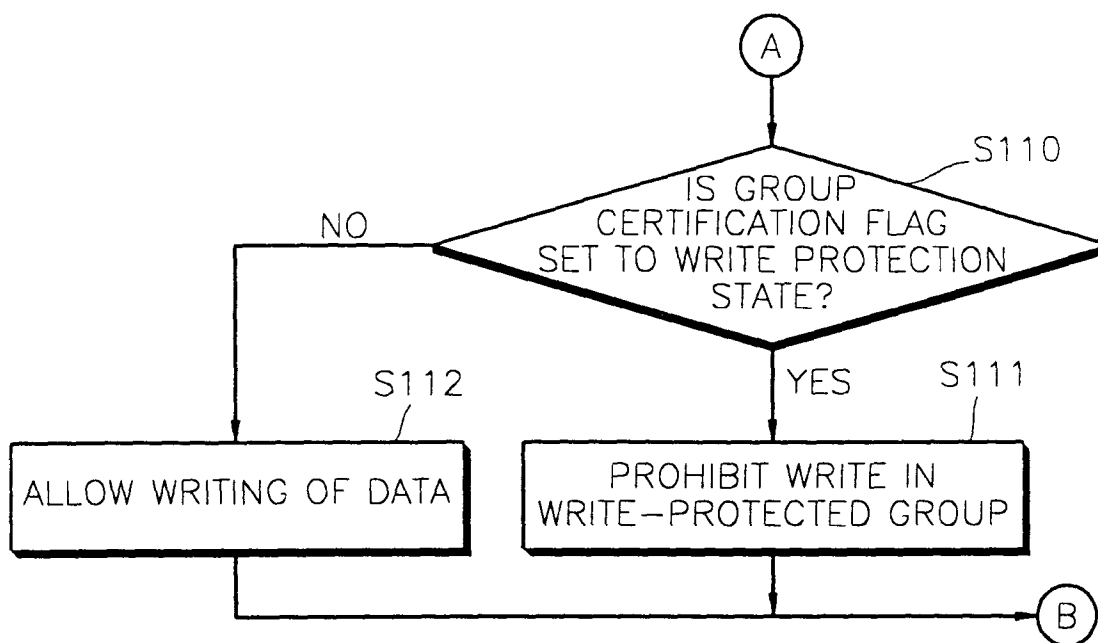 A
S110
IS GROUP
CERTIFICATION FLAG
SET TO WRITE PROTECTION
STATE?
NO
YES
S112
S111
ALLOW WRITING OF DATA
PROHIBIT WRITE IN
WRITE-PROTECTED GROUP
B